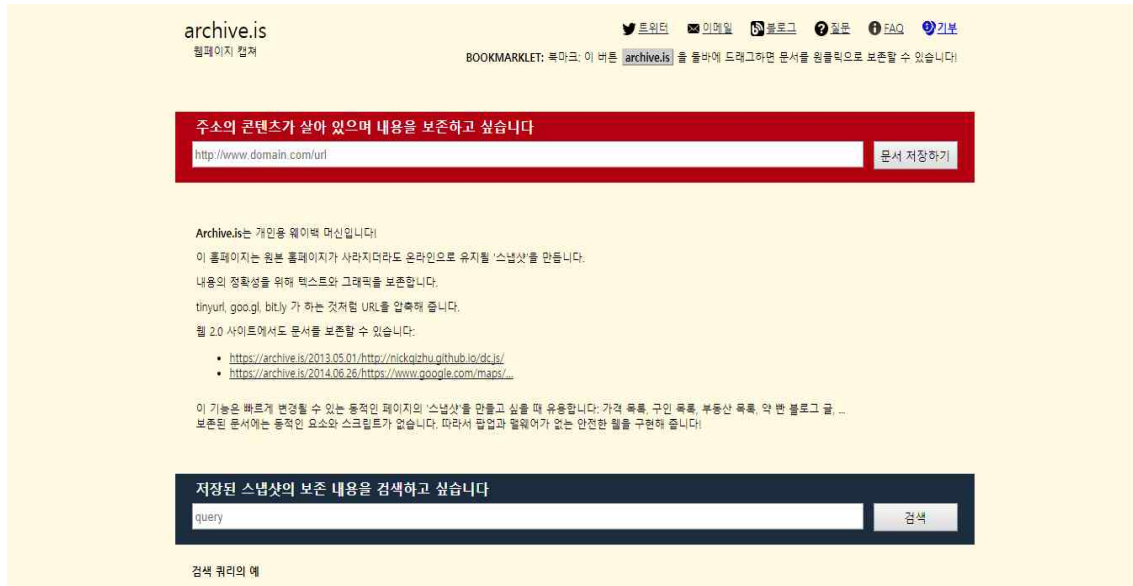 archive.is
웹페이지 캡쳐
트위터 이메일 블로그 질문 FAQ 기부
BOOKMARKLET: 북마크: 이 버튼 archive.is 을 툴바에 드래그하면 문서를 원클릭으로 보존할 수 있습니다!
주소의 콘텐츠가 살아 있으며 내용을 보존하고 싶습니다
http://www.domain.com/url
문서 저장하기
Archive.is는 개인용 웨이백 머신입니다!
이 홈페이지는 원본 홈페이지가 사라지더라도 온라인으로 유지될 '스냅샷'을 만듭니다.
내용의 정확성을 위해 텍스트와 그래픽을 보존합니다.
tinyurl, goo.gl, bit.ly 가 하는 것처럼 URL을 압축해 줍니다.
웹 2.0 사이트에서도 문서를 보존할 수 있습니다:
• https://archive.is/2013.05.01/http://nickqizhu.github.io/dc.js/
• https://archive.is/2014.06.26/https://www.google.com/maps/...
이 기능은 빠르게 변경될 수 있는 동적인 페이지의 '스냅샷'을 만들고 싶을 때 유용합니다: 가격 목록, 구인 목록, 부동산 목록, 약 빤 블로그 글, ...
보존된 문서에는 동적인 요소와 스크립트가 없습니다. 따라서 팝업과 멀웨어가 없는 안전한 웹을 구현해 줍니다!
저장된 스냅샷의 보존 내용을 검색하고 싶습니다
query
검색
검색 쿼리의 예